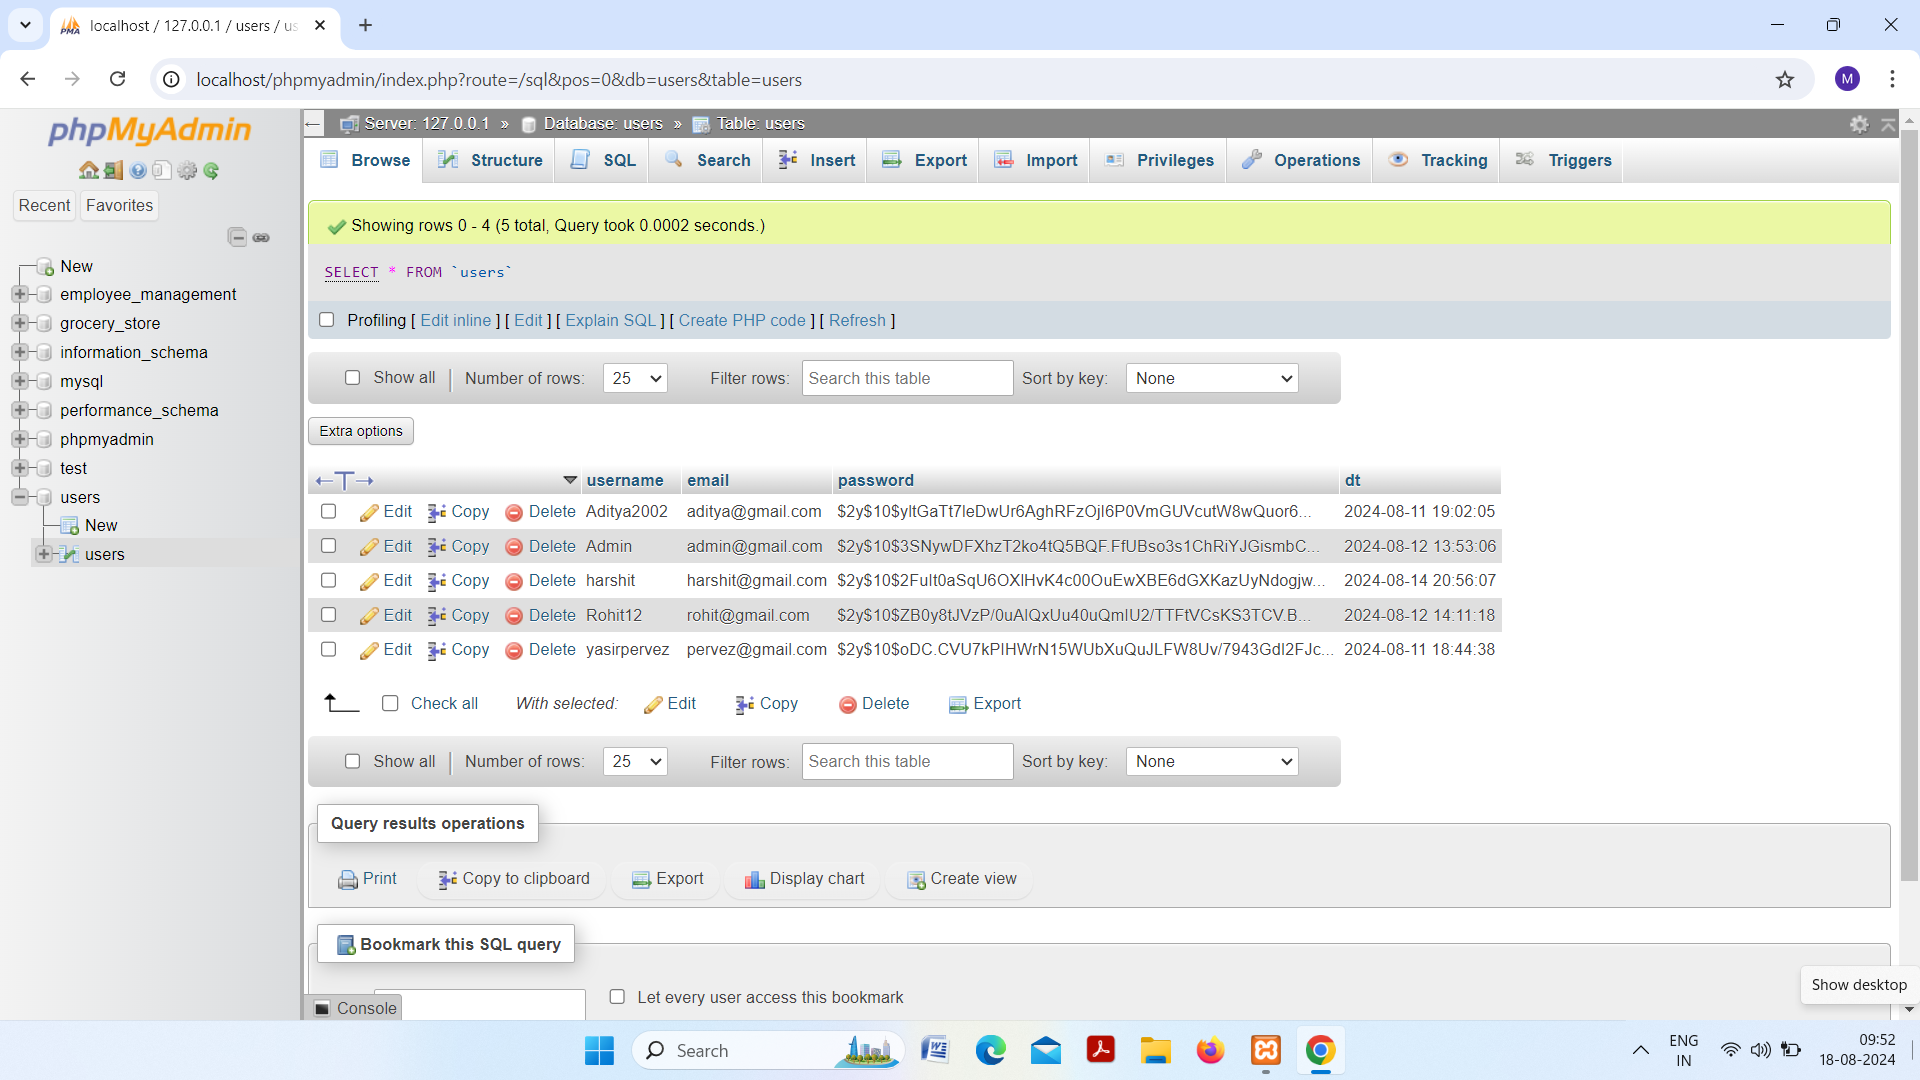 localhost / 127.0.0.1 / users / us
localhost/phpmyadmin/index.php?route=/sql&pos=0&db=users&table=users
M
phpMyAdmin
Recent Favorites
New
employee_management
grocery_store
information_schema
mysql
performance_schema
phpmyadmin
test
users
New
users
Server: 127.0.0.1 » Database: users » Table: users
Browse Structure SQL Search Insert Export Import Privileges Operations Tracking Triggers
Showing rows 0 - 4 (5 total, Query took 0.0002 seconds.)
SELECT * FROM `users`
Profiling [ Edit inline ] [ Edit ] [ Explain SQL ] [ Create PHP code ] [ Refresh ]
Show all | Number of rows: 25 Filter rows: Search this table Sort by key: None
Extra options
username email password dt
Edit Copy Delete Aditya2002 aditya@gmail.com $2y$10$yltGaTt7leDwUr6AghRFzOjl6P0VmGUVcutW8wQuor6... 2024-08-11 19:02:05
Edit Copy Delete Admin admin@gmail.com $2y$10$3SNywDFXhzT2ko4tQ5BQF.FfUBso3s1ChRiYJGismbC... 2024-08-12 13:53:06
Edit Copy Delete harshit harshit@gmail.com $2y$10$2FuIt0aSqU6OXlHvK4c00OuEwXBE6dGXKazUyNdogjw... 2024-08-14 20:56:07
Edit Copy Delete Rohit12 rohit@gmail.com $2y$10$ZB0y8tJVzP/0uAlQxUu40uQmIU2/TTFtVCsKS3TCV.B... 2024-08-12 14:11:18
Edit Copy Delete yasirpervez pervez@gmail.com $2y$10$oDC.CVU7kPlHWrN15WUbXuQuJLFW8Uv/7943Gdl2FJc... 2024-08-11 18:44:38
Check all With selected: Edit Copy Delete Export
Show all | Number of rows: 25 Filter rows: Search this table Sort by key: None
Query results operations
Print Copy to clipboard Export Display chart Create view
Bookmark this SQL query
Let every user access this bookmark
Console
Show desktop
Search
ENG
IN
09:52
18-08-2024